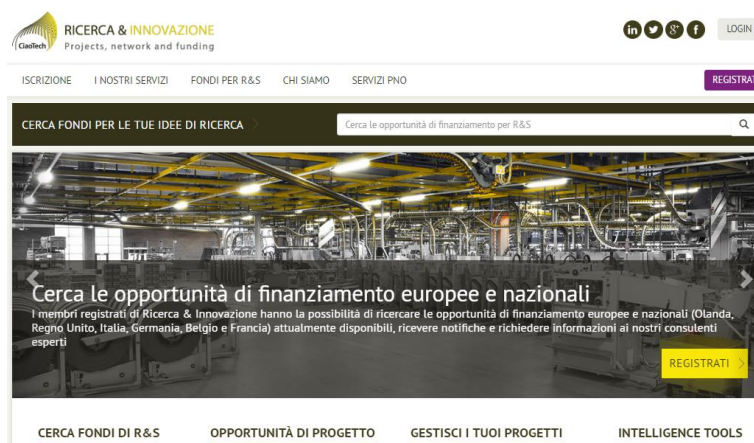 CiaoTech
RICERCA & INNOVAZIONE
Projects, network and funding
in
f
LOGIN
ISCRIZIONE I NOSTRI SERVIZI FONDI PER R&S CHI SIAMO SERVIZI PNO
REGISTRAT
CERCA FONDI PER LE TUE IDEE DI RICERCA
Cerca le opportunità di finanziamento per R&S
Cerca le opportunità di finanziamento europee e nazionali
I membri registrati di Ricerca & Innovazione hanno la possibilità di ricercare le opportunità di finanziamento europee e nazionali (Olanda,
Regno Unito, Italia, Germania, Belgio e Francia) attualmente disponibili, ricevere notifiche e richiedere informazioni ai nostri consulenti
esperti
REGISTRATI
CERCA FONDI DI R&S OPPORTUNITÀ DI PROGETTO GESTISCI I TUOI PROGETTI INTELLIGENCE TOOLS